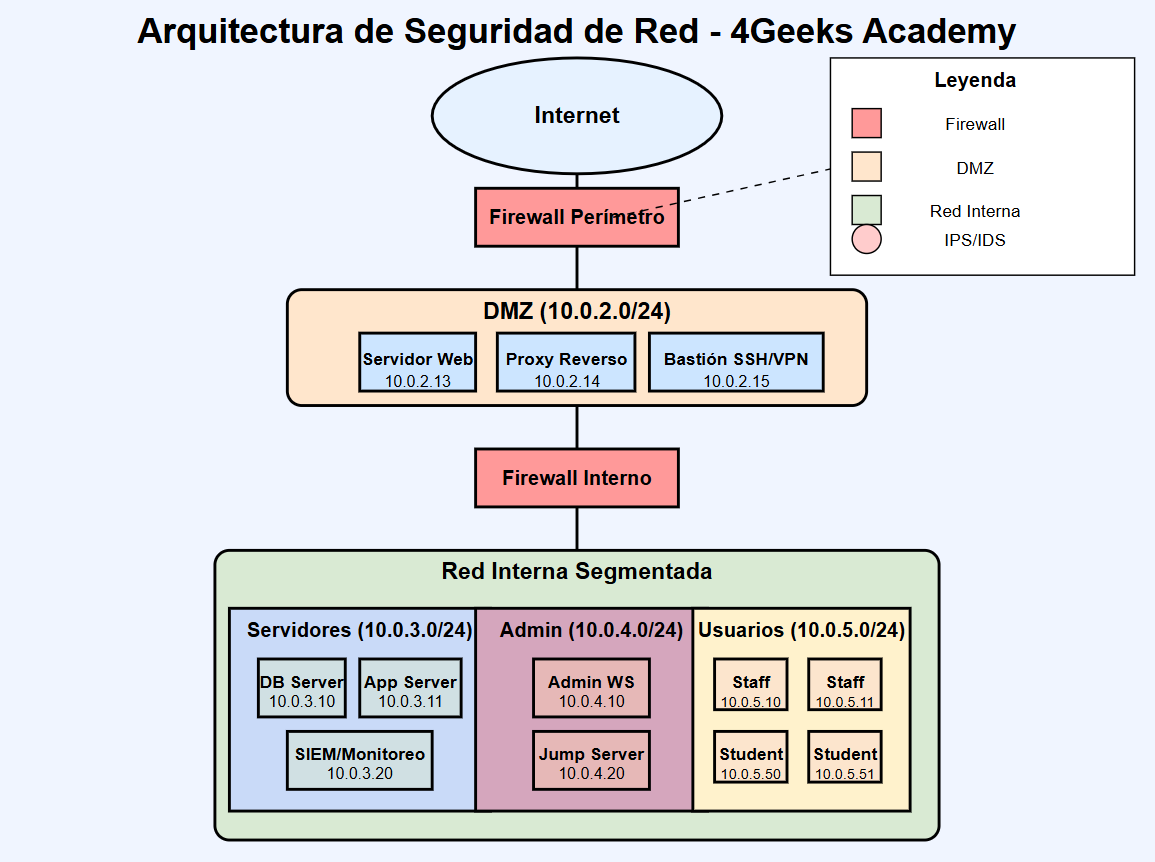 Arquitectura de Seguridad de Red - 4Geeks Academy
Internet
Leyenda
Firewall
DMZ
Red Interna
IPS/IDS
Firewall Perímetro
DMZ (10.0.2.0/24)
Servidor Web
10.0.2.13
Proxy Reverso
10.0.2.14
Bastión SSH/VPN
10.0.2.15
Firewall Interno
Red Interna Segmentada
Servidores (10.0.3.0/24)
DB Server
10.0.3.10
App Server
10.0.3.11
SIEM/Monitoreo
10.0.3.20
Admin (10.0.4.0/24)
Admin WS
10.0.4.10
Jump Server
10.0.4.20
Usuarios (10.0.5.0/24)
Staff
10.0.5.10
Staff
10.0.5.11
Student
10.0.5.50
Student
10.0.5.51